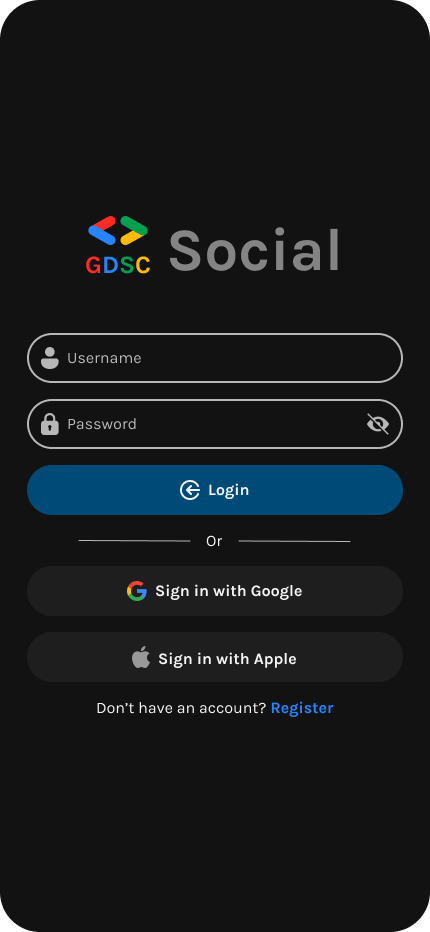 GDSC Social
Username
Password
Login
Or
Sign in with Google
Sign in with Apple
Don’t have an account? Register